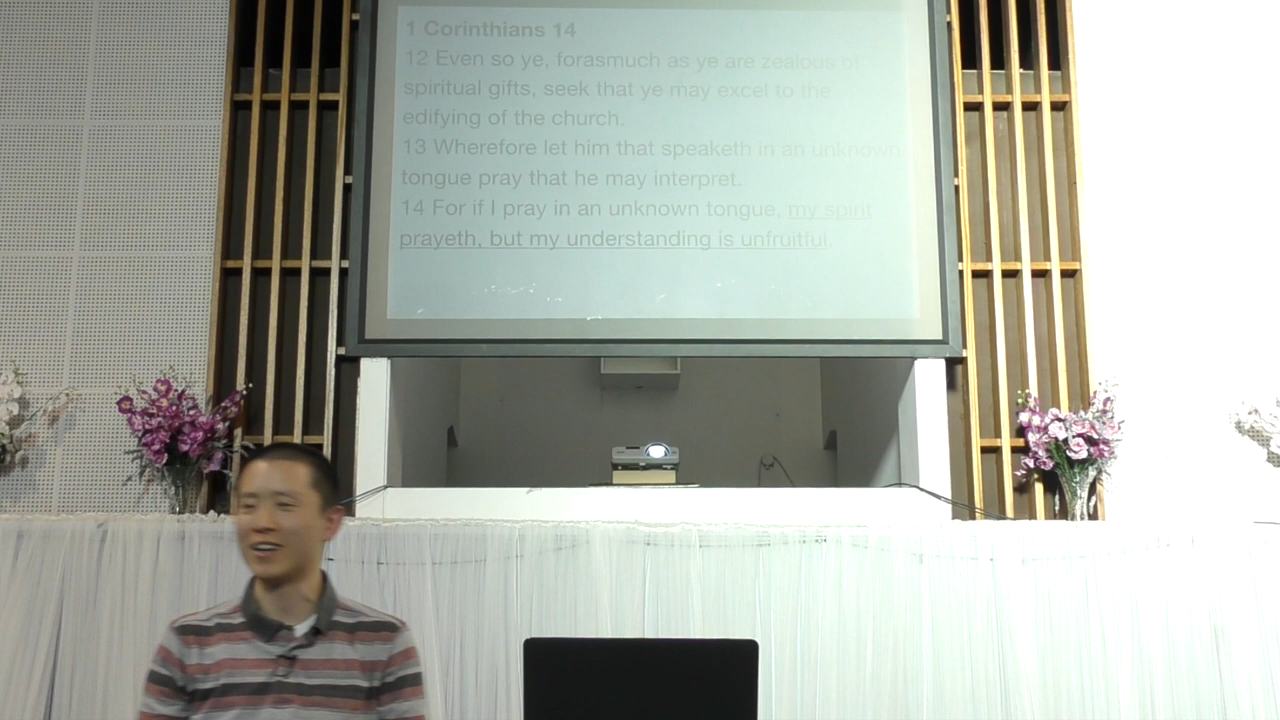 1 Corinthians 14
12 Even so ye, forasmuch as ye are zealous of
spiritual gifts, seek that ye may excel to the
edifying of the church.
13 Wherefore let him that speaketh in an unknown
tongue pray that he may interpret.
14 For if I pray in an unknown tongue, my spirit
prayeth, but my understanding is unfruitful.